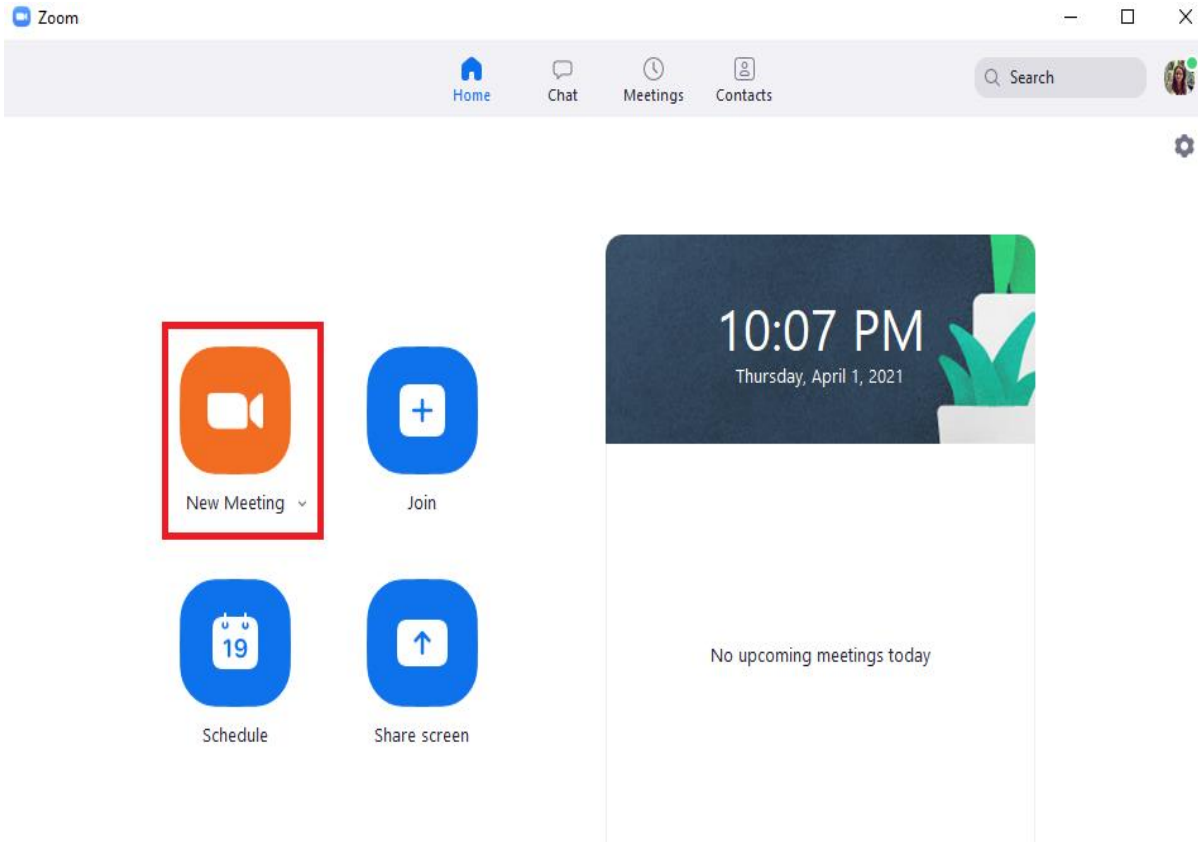 Zoom
Home
Chat
Meetings
Contacts
Search
10:07 PM
Thursday, April 1, 2021
New Meeting
Join
19
Schedule
Share screen
No upcoming meetings today